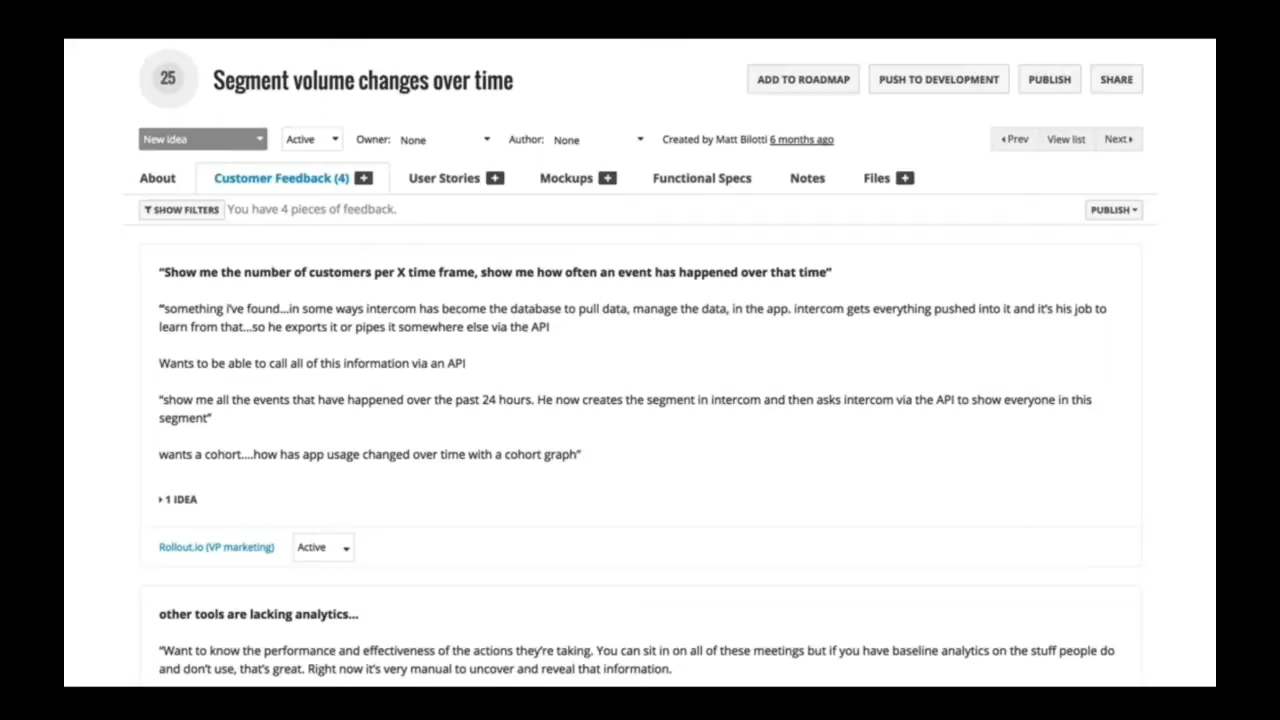 25
Segment volume changes over time
ADD TO ROADMAP
PUSH TO DEVELOPMENT
PUBLISH
SHARE
New idea
Active
Owner: None
Author: None
Created by Matt Bilotti 6 months ago
Prev
View list
Next
About
Customer Feedback (4) +
User Stories +
Mockups +
Functional Specs
Notes
Files +
SHOW FILTERS
You have 4 pieces of feedback.
PUBLISH
“Show me the number of customers per X time frame, show me how often an event has happened over that time”
“something i’ve found...in some ways intercom has become the database to pull data, manage the data, in the app. intercom gets everything pushed into it and it’s his job to
learn from that...so he exports it or pipes it somewhere else via the API
Wants to be able to call all of this information via an API
“show me all the events that have happened over the past 24 hours. He now creates the segment in intercom and then asks intercom via the API to show everyone in this
segment”
wants a cohort....how has app usage changed over time with a cohort graph”
1 IDEA
Rollout.io (VP marketing)
Active
other tools are lacking analytics...
“Want to know the performance and effectiveness of the actions they’re taking. You can sit in on all of these meetings but if you have baseline analytics on the stuff people do
and don’t use, that’s great. Right now it’s very manual to uncover and reveal that information.